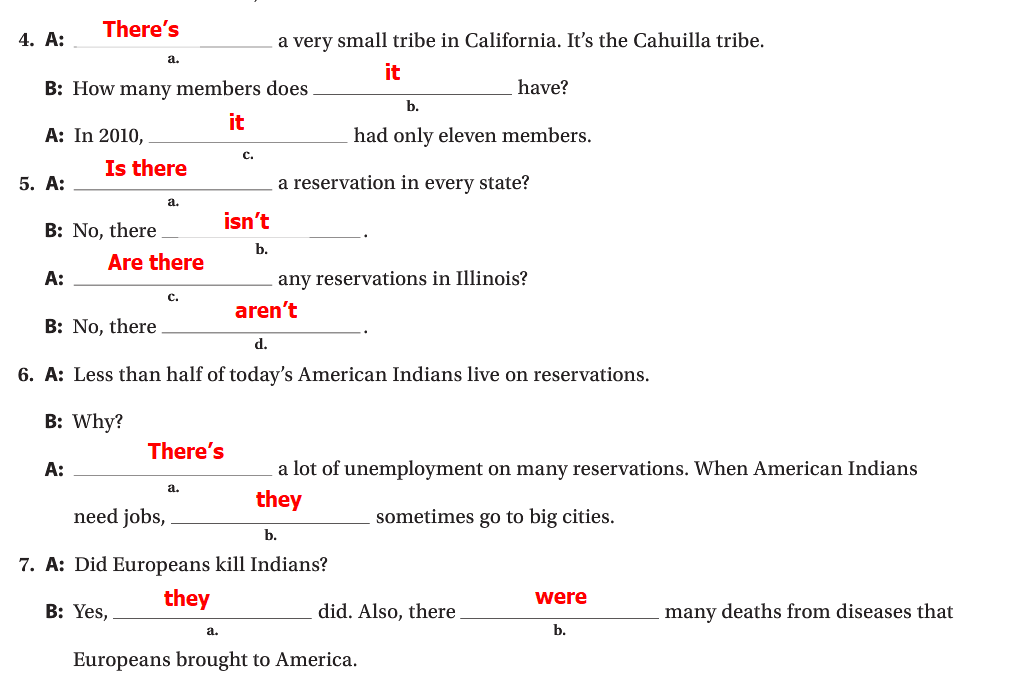 4. A: There's a very small tribe in California. It's the Cahuilla tribe.
a.
B: How many members does it have?
b.
A: In 2010, it had only eleven members.
c.
5. A: Is there a reservation in every state?
a.
B: No, there isn't.
b.
A: Are there any reservations in Illinois?
c.
B: No, there aren't.
d.
6. A: Less than half of today's American Indians live on reservations.
B: Why?
A: There's a lot of unemployment on many reservations. When American Indians
a.
need jobs, they sometimes go to big cities.
b.
7. A: Did Europeans kill Indians?
B: Yes, they did. Also, there were many deaths from diseases that
a. b.
Europeans brought to America.